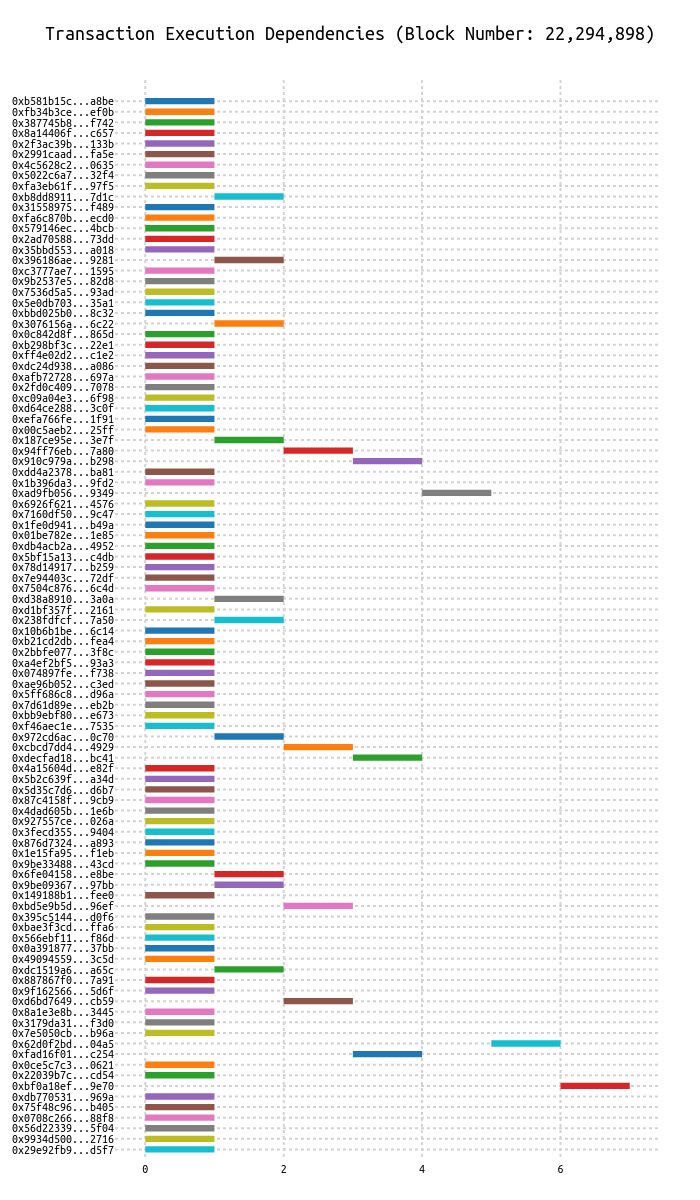 Transaction Execution Dependencies (Block Number: 22,294,898)
0xb581b15c...a8be
0xfb34b3ce...ef0b
0x387745b8...f742
0x8a14406f...c657
0x2f3ac39b...133b
0x2991caad...fa5e
0x4c5628c2...0635
0x5022c6a7...32f4
0xfa3eb61f...97f5
0xb8dd8911...7d1c
0x31558975...f489
0xfa6c870b...ecd0
0x579146ec...4bcb
0x2ad70588...73dd
0x35bbd553...a018
0x396186ae...9281
0xc3777ae7...1595
0x9b2537e5...82d8
0x7536d5a5...93ad
0x5e0db703...35a1
0xbbd025b0...8c32
0x3076156a...6c22
0x0c842d8f...865d
0xb298bf3c...22e1
0xff4e02d2...c1e2
0xdc24d938...a086
0xafb72728...697a
0x2fd0c409...7078
0xc09a04e3...6f98
0xd64ce288...3c0f
0xefa766fe...1f91
0x00c5aeb2...25ff
0x187ce95e...3e7f
0x94ff76eb...7a80
0x910c979a...b298
0xdd4a2378...ba81
0x1b396da3...9fd2
0xad9fb056...9349
0x6926f621...4576
0x7160df50...9c47
0x1fe0d941...b49a
0x01be782e...1e85
0xdb4acb2a...4952
0x5bf15a13...c4db
0x78d14917...b259
0x7e94403c...72df
0x7504c876...6c4d
0xd38a8910...3a0a
0xd1bf357f...2161
0x238fdfcf...7a50
0x10b6b1be...6c14
0xb21cd2db...fea4
0x2bbfe077...3f8c
0xa4ef2bf5...93a3
0x074897fe...f738
0xae96b052...c3ed
0x5ff686c8...d96a
0x7d61d89e...eb2b
0xbb9ebf80...e673
0xf46aec1e...7535
0x972cd6ac...0c70
0xcbcd7dd4...4929
0xdecfad18...bc41
0x4a15604d...e82f
0x5b2c639f...a34d
0x5d35c7d6...d6b7
0x87c4158f...9cb9
0x4dad605b...1e6b
0x927557ce...026a
0x3fecd355...9404
0x876d7324...a893
0x1e15fa95...f1eb
0x9be33488...43cd
0x6fe04158...e8be
0x9be09367...97bb
0x149188b1...fee0
0xbd5e9b5d...96ef
0x395c5144...d0f6
0xbae3f3cd...ffa6
0x566ebf11...f86d
0x0a391877...37bb
0x49094559...3c5d
0xdc1519a6...a65c
0x887867f0...7a91
0x9f162566...5d6f
0xd6bd7649...cb59
0x8a1e3e8b...3445
0x3179da31...f3d0
0x7e5050cb...b96a
0x62d0f2bd...04a5
0xfad16f01...c254
0x0ce5c7c3...0621
0x22039b7c...cd54
0xbf0a18ef...9e70
0xdb770531...969a
0x75f48c96...b405
0x0708c266...88f8
0x56d22339...5f04
0x9934d500...2716
0x29e92fb9...d5f7
0 2 4 6